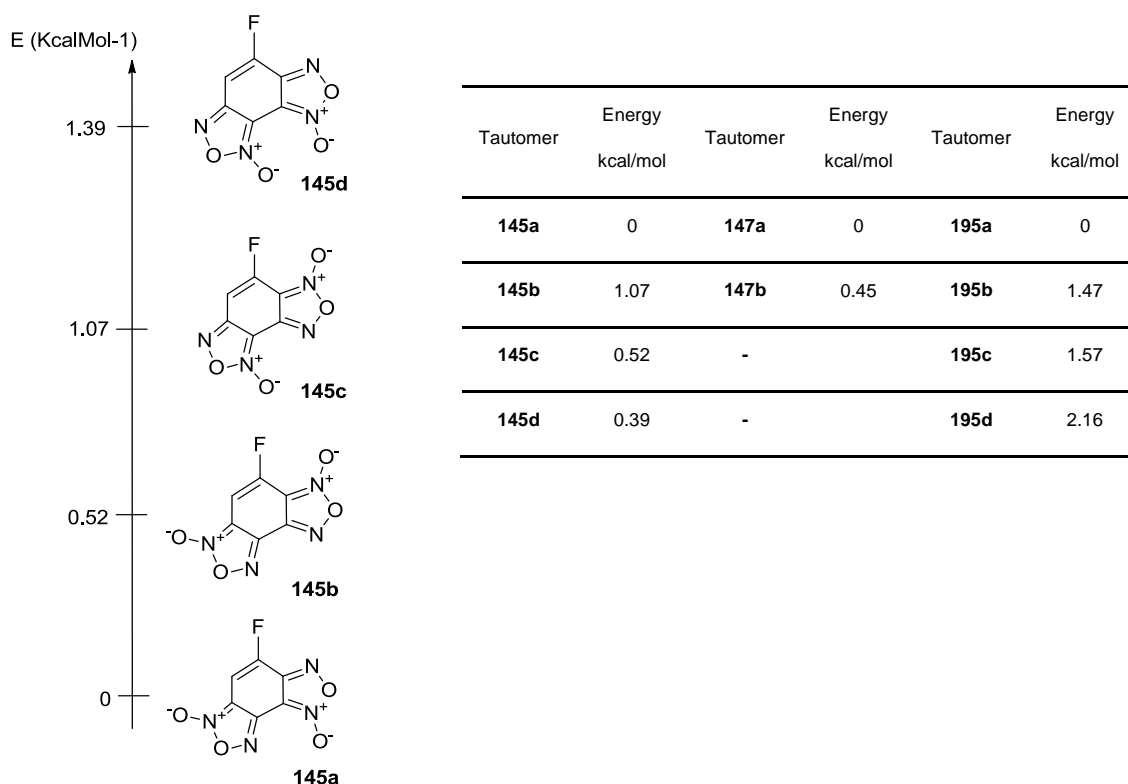 E (KcalMol-1)
1.39
1.07
0.52
0
F
N
O
N+
O-
N
O
N+
O-
145d
F
O-
N+
O
N
N
O
N+
O-
145c
F
O-
N+
O
N
-O
N+
O
N
145b
F
N
O
N+
O-
-O
N+
O
N
145a
Tautomer Energy kcal/mol Tautomer Energy kcal/mol Tautomer Energy kcal/mol
145a 0 147a 0 195a 0
145b 1.07 147b 0.45 195b 1.47
145c 0.52 - 195c 1.57
145d 0.39 - 195d 2.16